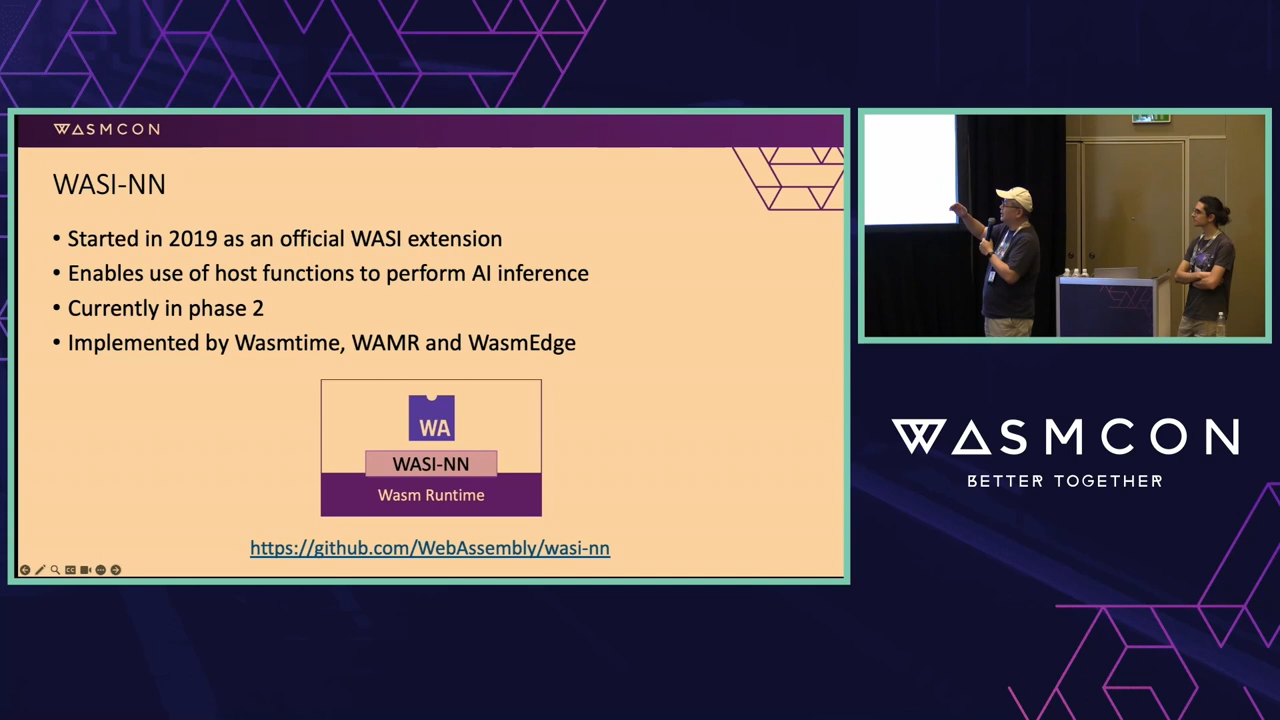 WASMCON
WASI-NN
• Started in 2019 as an official WASI extension
• Enables use of host functions to perform AI inference
• Currently in phase 2
• Implemented by Wasmtime, WAMR and WasmEdge
WA
WASI-NN
Wasm Runtime
https://github.com/WebAssembly/wasi-nn
WASMCON
BETTER TOGETHER